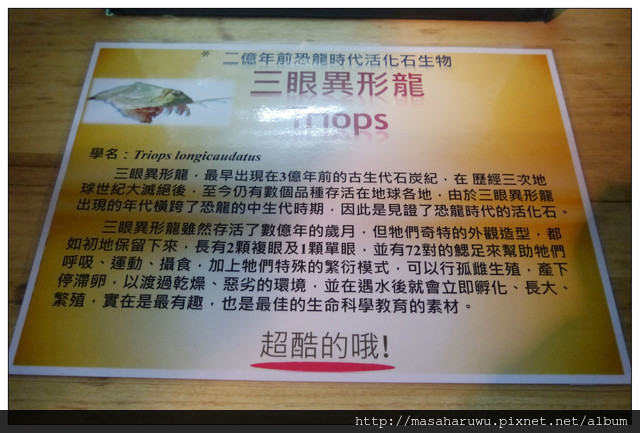 * 二億年前恐龍時代活化石生物
三眼異形龍
Triops
學名：Triops longicaudatus
三眼異形龍，最早出現在3億年前的古生代石炭紀，在 歷經三次地
球世紀大滅絕後，至今仍有數個品種存活在地球各地，由於三眼異形龍
出現的年代橫跨了恐龍的中生代時期，因此是見證了恐龍時代的活化石。
三眼異形龍雖然存活了數億年的歲月，但牠們奇特的外觀造型，都
如初地保留下來，長有2顆複眼及1顆單眼，並有72對的鰓足來幫助牠們
呼吸、運動、攝食，加上牠們特殊的繁衍模式，可以行孤雌生殖，產下
停滯卵，以渡過乾燥、惡劣的環境，並在遇水後就會立即孵化、長大、
繁殖，實在是最有趣，也是最佳的生命科學教育的素材。
超酷的哦!
http://masaharuwu.pixnet.net/album